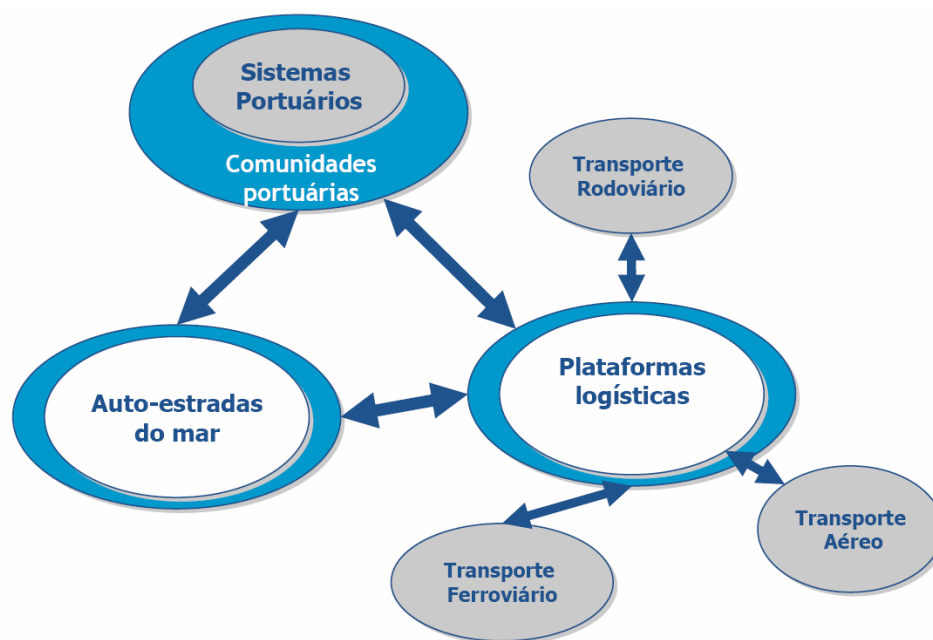 Sistemas
Portuários
Comunidades
portuárias
Transporte
Rodoviário
Plataformas
logísticas
Auto-estradas
do mar
Transporte
Aéreo
Transporte
Ferroviário